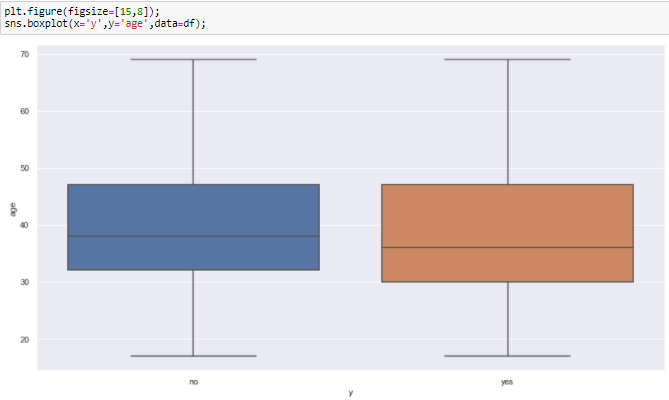 plt.figure(figsize=[15,8]);
sns.boxplot(x='y',y='age',data=df);
70
60
50
40
30
20
age
no
yes
y